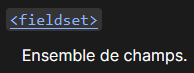 <fieldset>
Ensemble de champs.